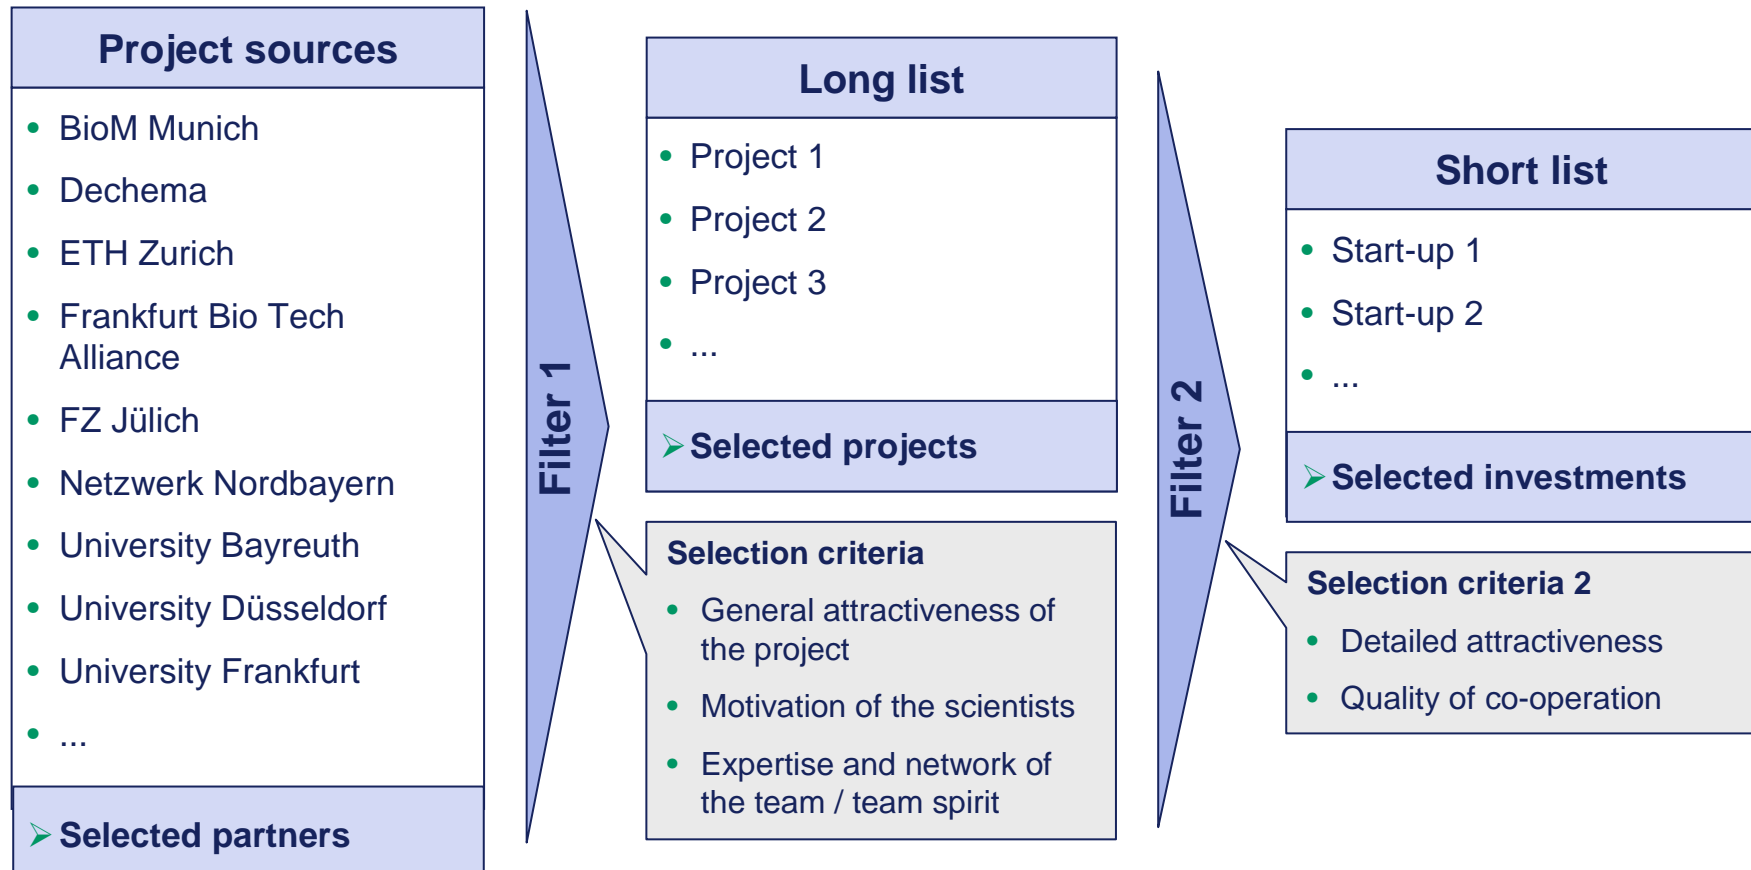 Project sources
• BioM Munich
• Dechema
• ETH Zurich
• Frankfurt Bio Tech
Alliance
• FZ Jülich
• Netzwerk Nordbayern
• University Bayreuth
• University Düsseldorf
• University Frankfurt
• ...
➢ Selected partners
Filter 1
Long list
• Project 1
• Project 2
• Project 3
• ...
➢ Selected projects
Selection criteria
• General attractiveness of
the project
• Motivation of the scientists
• Expertise and network of
the team / team spirit
Filter 2
Short list
• Start-up 1
• Start-up 2
• ...
➢ Selected investments
Selection criteria 2
• Detailed attractiveness
• Quality of co-operation